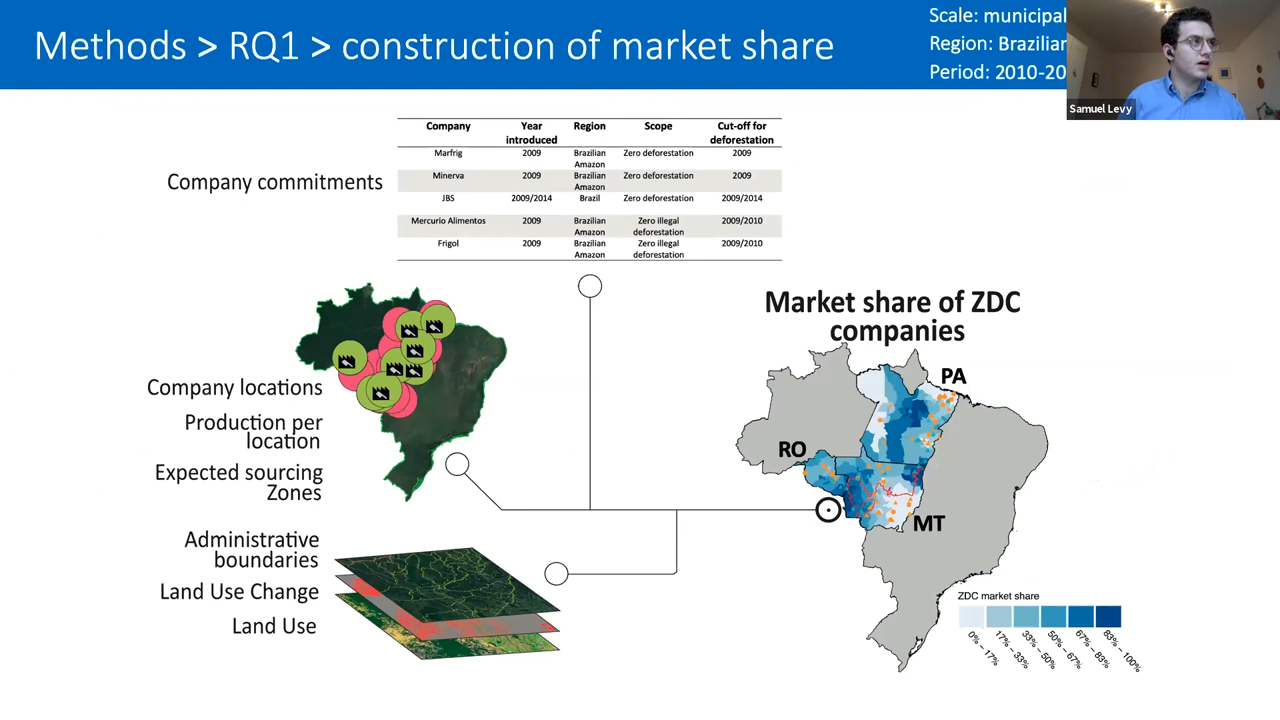 Methods > RQ1 > construction of market share
Scale: municipal
Region: Brazilian
Period: 2010-20
Samuel Levy
Company commitments
Company Year introduced Region Scope Cut-off for deforestation
Marfrig 2009 Brazilian Amazon Zero deforestation 2009
Minerva 2009 Brazilian Amazon Zero deforestation 2009
JBS 2009/2014 Brazil Zero deforestation 2009/2014
Mercurio Alimentos 2009 Brazilian Amazon Zero illegal deforestation 2009/2010
Frigol 2009 Brazilian Amazon Zero illegal deforestation 2009/2010
Company locations
Production per
location
Expected sourcing
Zones
Administrative
boundaries
Land Use Change
Land Use
Market share of ZDC
companies
PA
RO
MT
ZDC market share
0% – 17%
17% – 33%
33% – 50%
50% – 67%
67% – 83%
83% – 100%